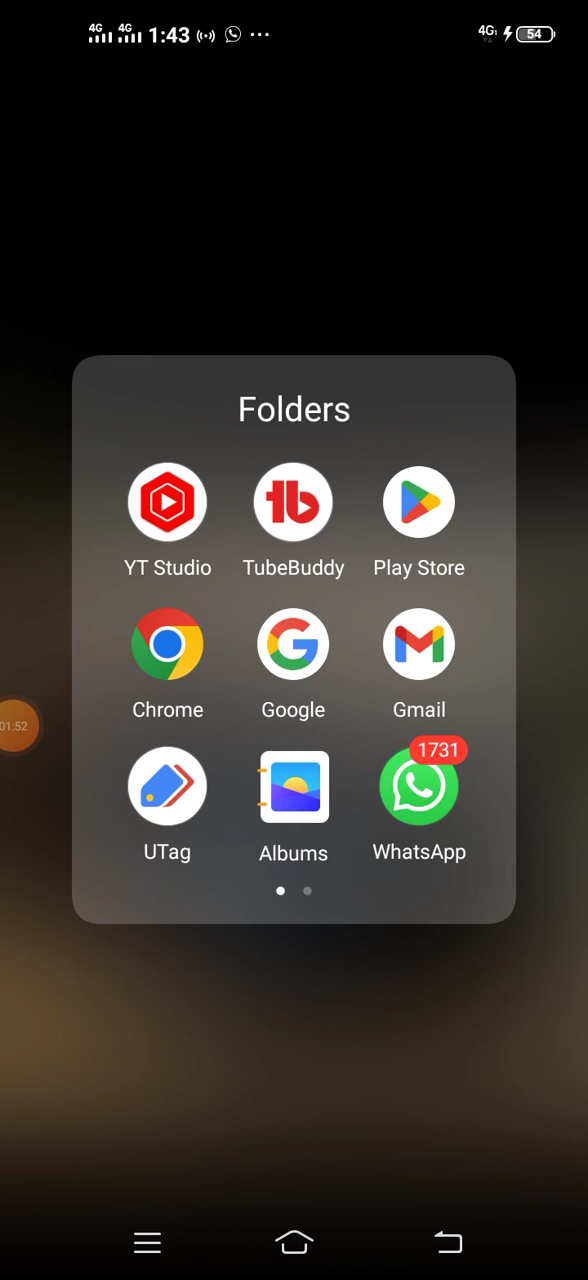 4G 4G 1:43
4G 54
Folders
YT Studio TubeBuddy Play Store
Chrome Google Gmail
01:52
1731
UTag Albums WhatsApp